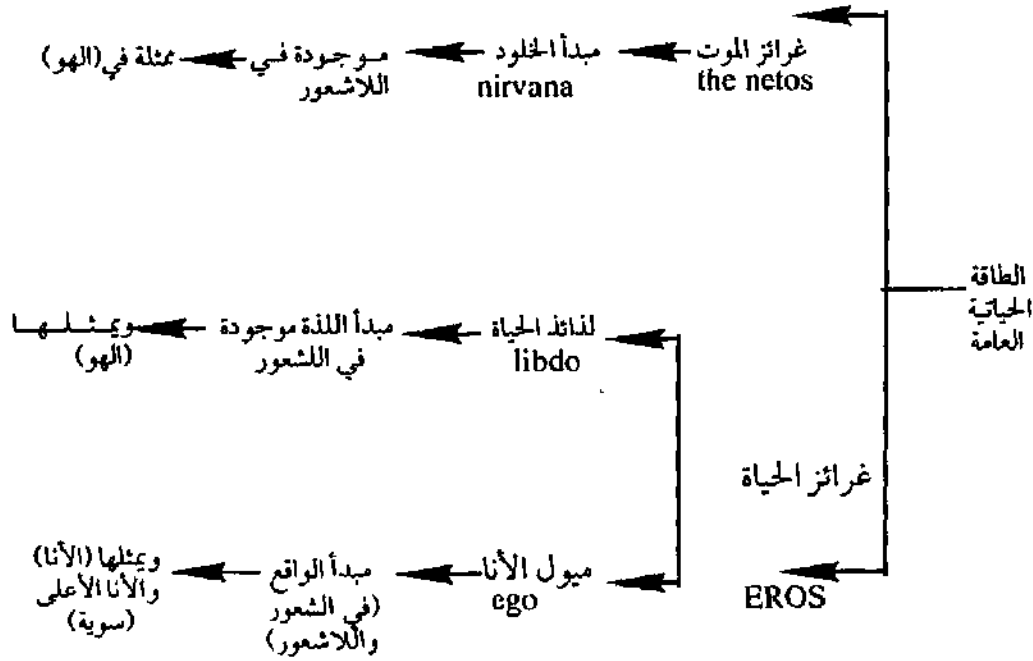 غرائز الموت
the netos
مبدأ الخلود
nirvana
موجودة في
اللاشعور
ممثلة في (الهو)
الطاقة
الحياتية
العامة
لذائذ الحياة
libdo
مبدأ اللذة موجودة
في اللشعور
ويمثلها
(الهو)
غرائز الحياة
EROS
ميول الأنا
ego
مبدأ الواقع
(في الشعور
واللاشعور)
ويمثلها (الأنا)
والأنا الأعلى
(سوية)